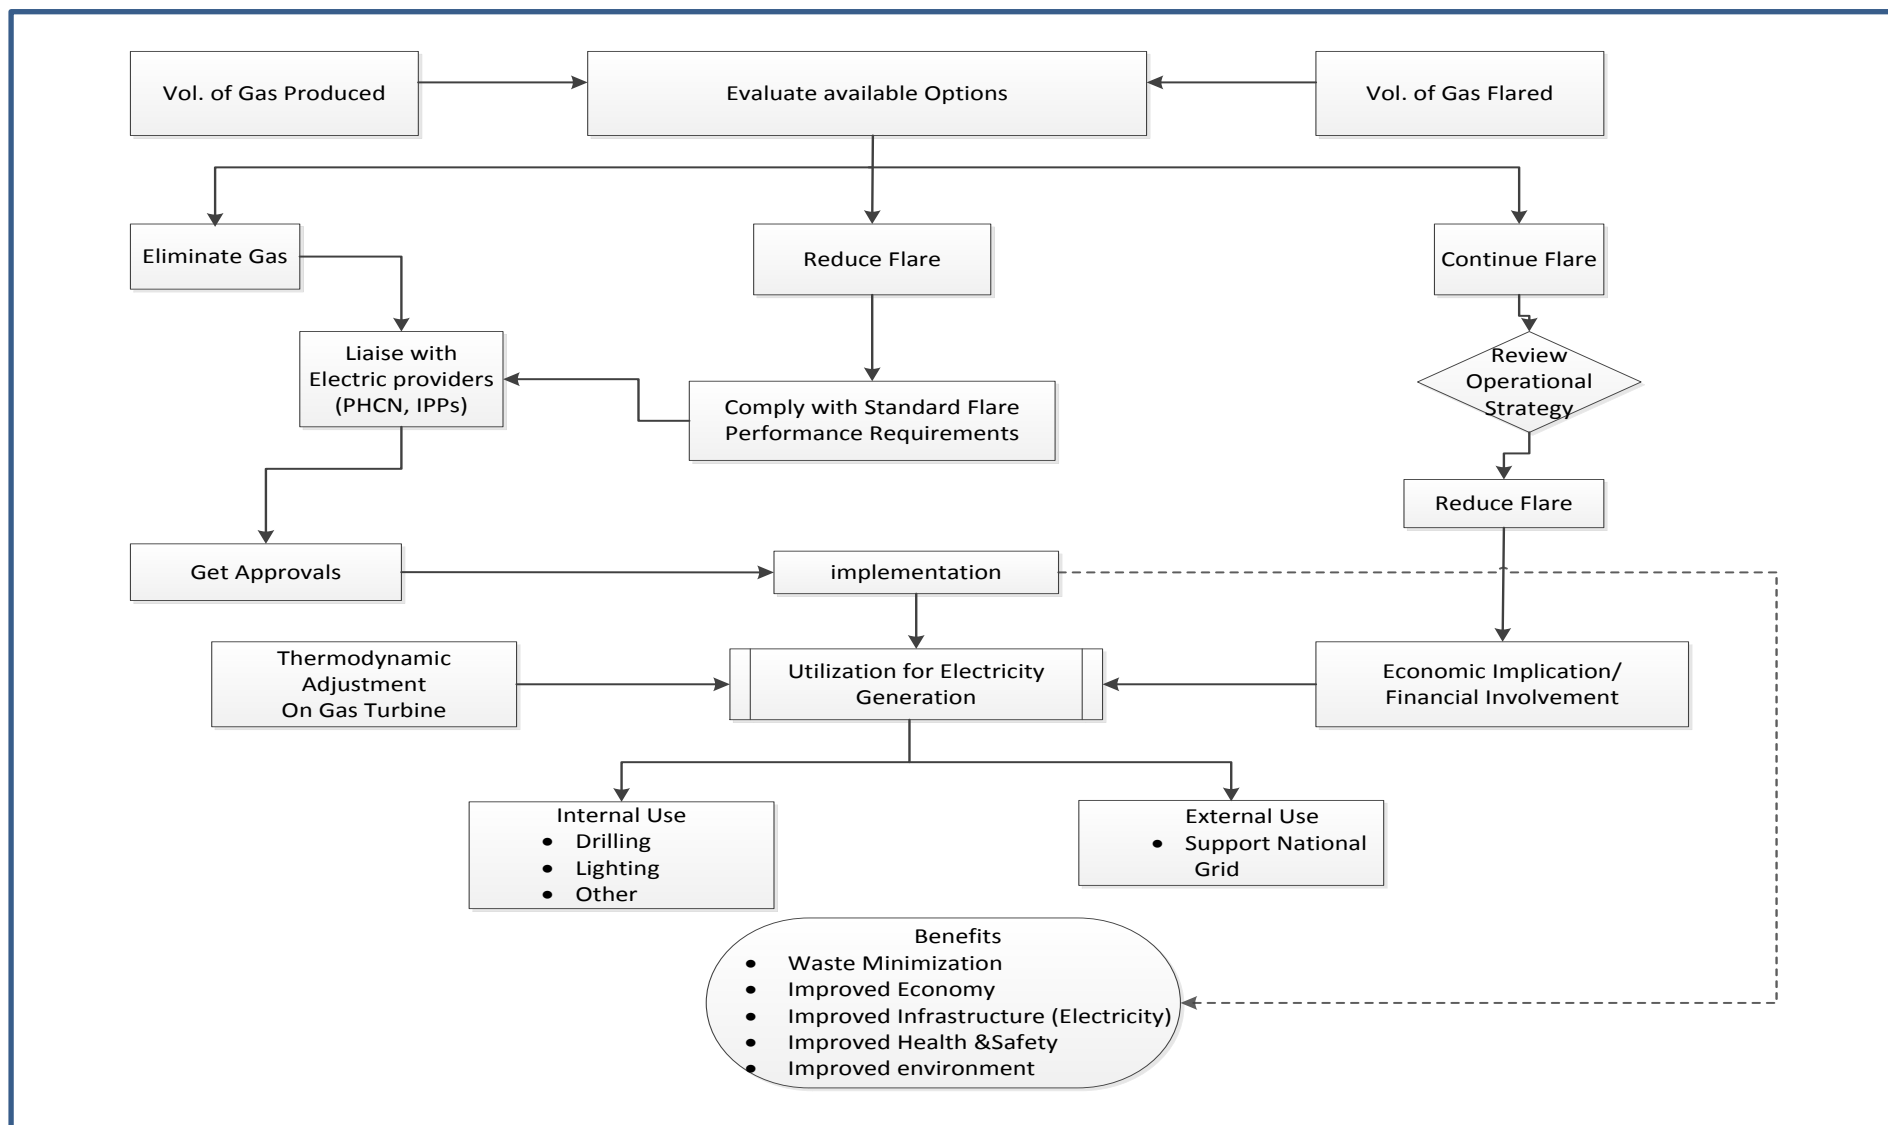 Vol. of Gas Produced
Evaluate available Options
Vol. of Gas Flared
Eliminate Gas
Reduce Flare
Continue Flare
Liaise with
Electric providers
(PHCN, IPPs)
Comply with Standard Flare
Performance Requirements
Review
Operational
Strategy
Reduce Flare
Get Approvals
implementation
Thermodynamic
Adjustment
On Gas Turbine
Utilization for Electricity
Generation
Economic Implication/
Financial Involvement
Internal Use
• Drilling
• Lighting
• Other
External Use
• Support National
Grid
Benefits
• Waste Minimization
• Improved Economy
• Improved Infrastructure (Electricity)
• Improved Health &Safety
• Improved environment